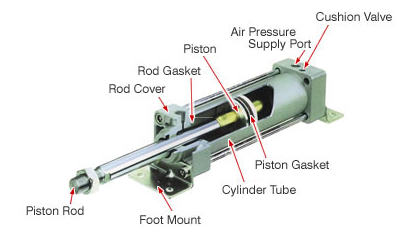 Cushion Valve
Air Pressure
Supply Port
Piston
Rod Gasket
Rod Cover
Piston Gasket
Cylinder Tube
Piston Rod
Foot Mount